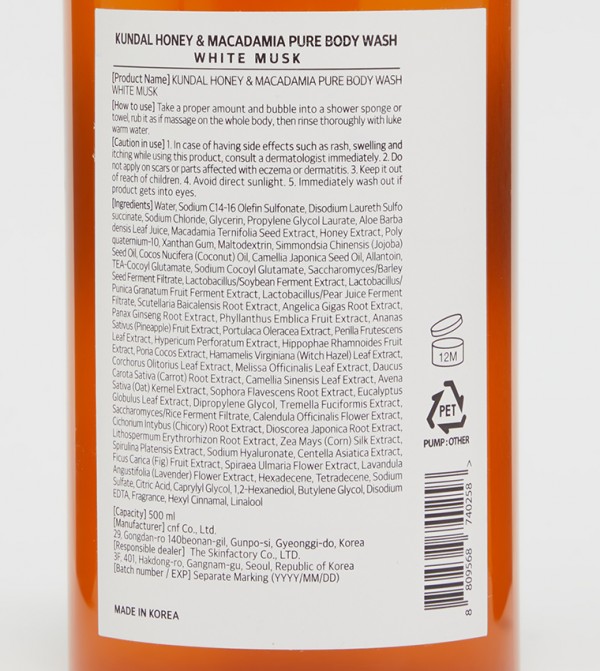 KUNDAL HONEY & MACADAMIA PURE BODY WASH
WHITE MUSK
[Product Name] KUNDAL HONEY & MACADAMIA PURE BODY WASH
WHITE MUSK
[How to use] Take a proper amount and bubble into a shower sponge or
towel, rub it as if massage on the whole body, then rinse thoroughly with luke
warm water.
[Caution in use] 1. In case of having side effects such as rash, swelling and
itching while using this product, consult a dermatologist immediately. 2. Do
not apply on scars or parts affected with eczema or dermatitis. 3. Keep it out
of reach of children. 4. Avoid direct sunlight. 5. Immediately wash out if
product gets into eyes.
[Ingredients] Water, Sodium C14-16 Olefin Sulfonate, Disodium Laureth Sulfo
succinate, Sodium Chloride, Glycerin, Propylene Glycol Laurate, Aloe Barba
densis Leaf Juice, Macadamia Ternifolia Seed Extract, Honey Extract, Poly
quaternium-10, Xanthan Gum, Maltodextrin, Simmondsia Chinensis (Jojoba)
Seed Oil, Cocos Nucifera (Coconut) Oil, Camellia Japonica Seed Oil, Allantoin,
TEA-Cocoyl Glutamate, Sodium Cocoyl Glutamate, Saccharomyces/Barley
Seed Ferment Filtrate, Lactobacillus/Soybean Ferment Extract, Lactobacillus/
Punica Granatum Fruit Ferment Extract, Lactobacillus/Pear Juice Ferment
Filtrate, Scutellaria Baicalensis Root Extract, Angelica Gigas Root Extract,
Panax Ginseng Root Extract, Phyllanthus Emblica Fruit Extract, Ananas
Sativus (Pineapple) Fruit Extract, Portulaca Oleracea Extract, Perilla Frutescens
Leaf Extract, Hypericum Perforatum Extract, Hippophae Rhamnoides Fruit
Extract, Poria Cocos Extract, Hamamelis Virginiana (Witch Hazel) Leaf Extract,
Corchorus Olitorius Leaf Extract, Melissa Officinalis Leaf Extract, Daucus
Carota Sativa (Carrot) Root Extract, Camellia Sinensis Leaf Extract, Avena
Sativa (Oat) Kernel Extract, Sophora Flavescens Root Extract, Eucalyptus
Globulus Leaf Extract, Dipropylene Glycol, Tremella Fuciformis Extract,
Saccharomyces/Rice Ferment Filtrate, Calendula Officinalis Flower Extract,
Cichorium Intybus (Chicory) Root Extract, Dioscorea Japonica Root Extract,
Lithospermum Erythrorhizon Root Extract, Zea Mays (Corn) Silk Extract,
Spirulina Platensis Extract, Sodium Hyaluronate, Centella Asiatica Extract,
Ficus Carica (Fig) Fruit Extract, Spiraea Ulmaria Flower Extract, Lavandula
Angustifolia (Lavender) Flower Extract, Hexadecene, Tetradecene, Sodium
Sulfate, Citric Acid, Caprylyl Glycol, 1,2-Hexanediol, Butylene Glycol, Disodium
EDTA, Fragrance, Hexyl Cinnamal, Linalool
[Capacity] 500 ml
[Manufacturer] cnf Co., Ltd.
29, Gongdan-ro 140beonan-gil, Gunpo-si, Gyeonggi-do, Korea
[Responsible dealer] The Skinfactory Co., LTD.
3F, 401, Hakdong-ro, Gangnam-gu, Seoul, Republic of Korea
[Batch number / EXP] Separate Marking (YYYY/MM/DD)
MADE IN KOREA
12M
PET
PUMP : OTHER
8 809568 740258 >